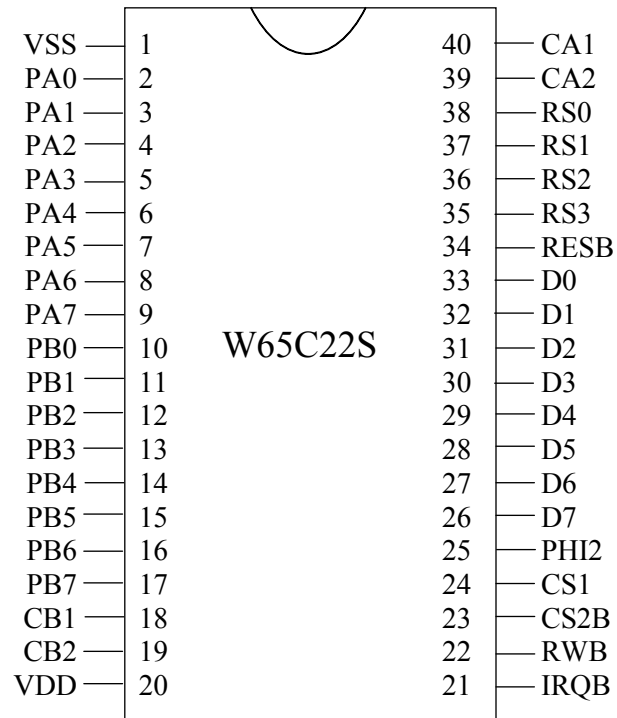 VSS 1 40 CA1
PA0 2 39 CA2
PA1 3 38 RS0
PA2 4 37 RS1
PA3 5 36 RS2
PA4 6 35 RS3
PA5 7 34 RESB
PA6 8 33 D0
PA7 9 32 D1
PB0 10 W65C22S 31 D2
PB1 11 30 D3
PB2 12 29 D4
PB3 13 28 D5
PB4 14 27 D6
PB5 15 26 D7
PB6 16 25 PHI2
PB7 17 24 CS1
CB1 18 23 CS2B
CB2 19 22 RWB
VDD 20 21 IRQB